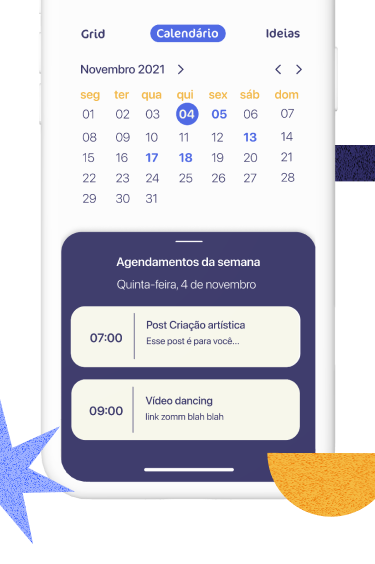 Grid Calendário Ideias
Novembro 2021
seg ter qua qui sex sáb dom
01 02 03 04 05 06 07
08 09 10 11 12 13 14
15 16 17 18 19 20 21
22 23 24 25 26 27 28
29 30 31
Agendamentos da semana
Quinta-feira, 4 de novembro
07:00
Post Criação artística
Esse post é para você...
09:00
Vídeo dancing
link zomm blah blah